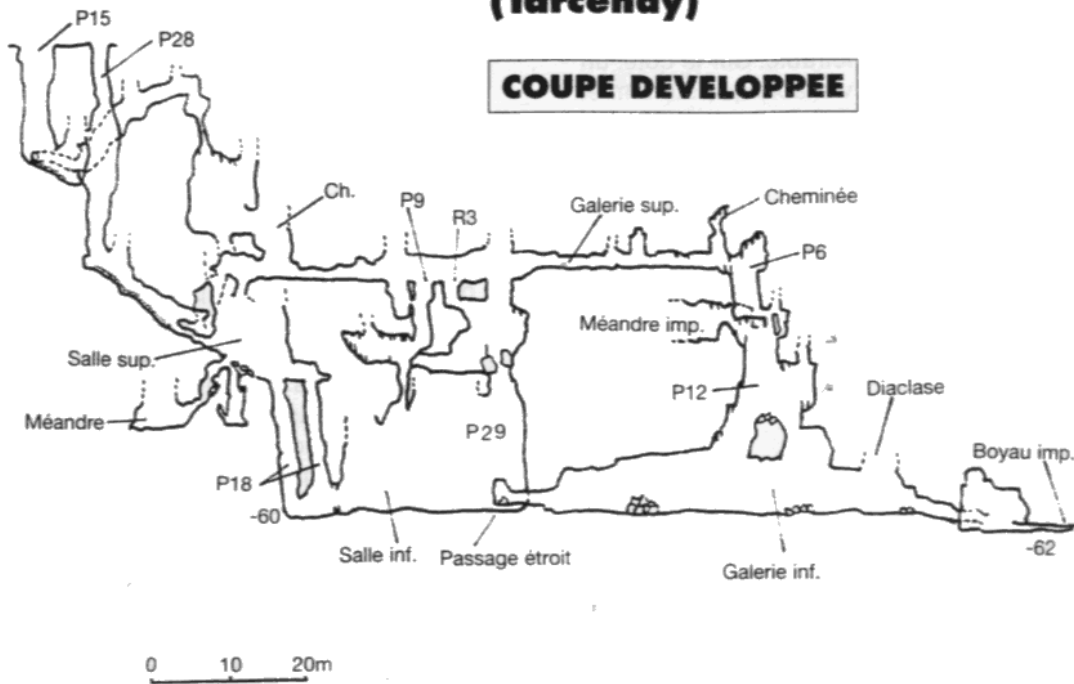 (Tarcenay)
COUPE DEVELOPPEE
P15
P28
Ch.
P9
R3
Galerie sup.
Cheminée
P6
Méandre imp.
Salle sup.
Méandre
P12
Diaclase
P29
Boyau imp.
P18
-60
Salle inf.
Passage étroit
Galerie inf.
-62
0 10 20m